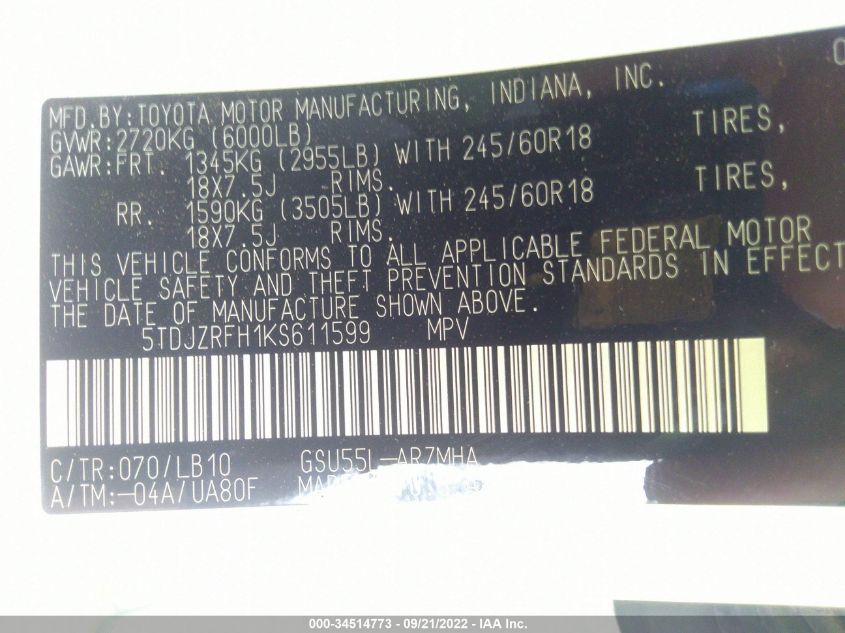 MFD.BY:TOYOTA MOTOR MANUFACTURING, INDIANA, INC.
GVWR:2720KG (6000LB)
GAWR:FRT. 1345KG (2955LB) WITH 245/60R18 TIRES,
18X7.5J RIMS.
RR. 1590KG (3505LB) WITH 245/60R18 TIRES,
18X7.5J RIMS.
THIS VEHICLE CONFORMS TO ALL APPLICABLE FEDERAL MOTOR
VEHICLE SAFETY AND THEFT PREVENTION STANDARDS IN EFFECT
THE DATE OF MANUFACTURE SHOWN ABOVE.
5TDJZRFH1KS611599 MPV
C/TR:070/LB10 GSU55L-ARZMHA
A/TM:-04A/UA80F
000-34514773 - 09/21/2022 - IAA Inc.